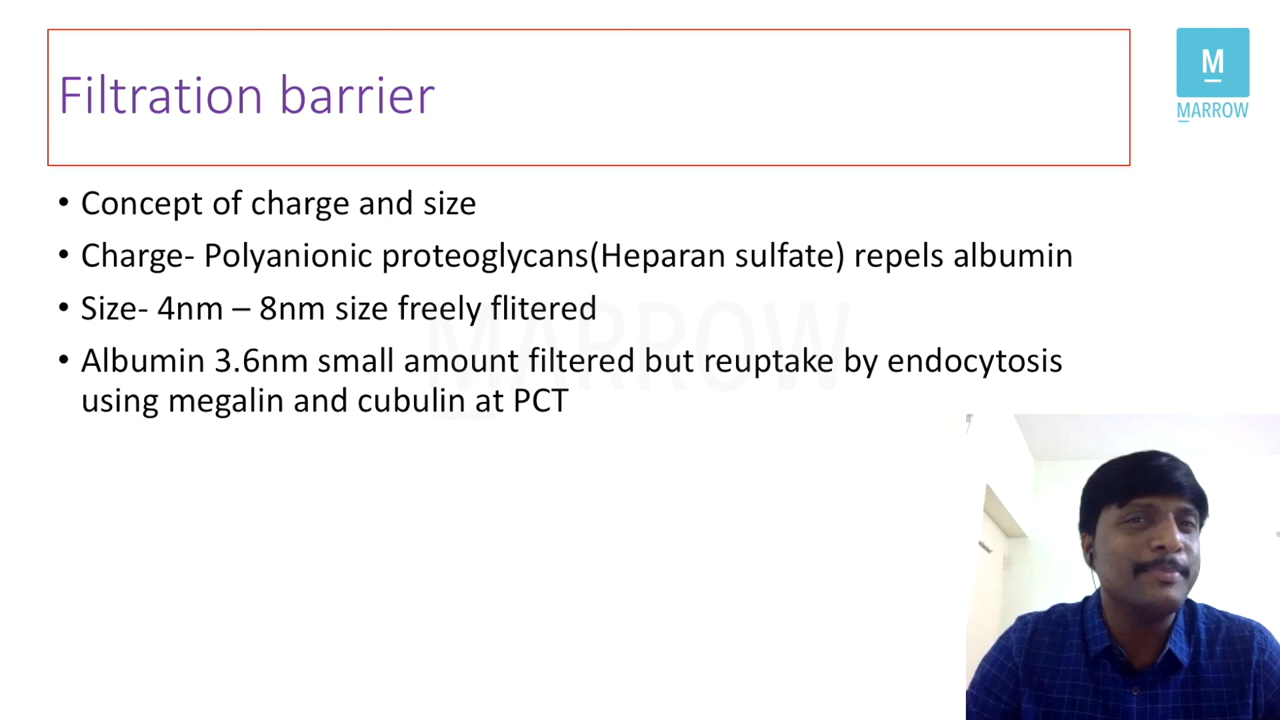 Filtration barrier
M
MARROW
• Concept of charge and size
• Charge- Polyanionic proteoglycans(Heparan sulfate) repels albumin
• Size- 4nm – 8nm size freely flitered
• Albumin 3.6nm small amount filtered but reuptake by endocytosis
using megalin and cubulin at PCT
MARROW